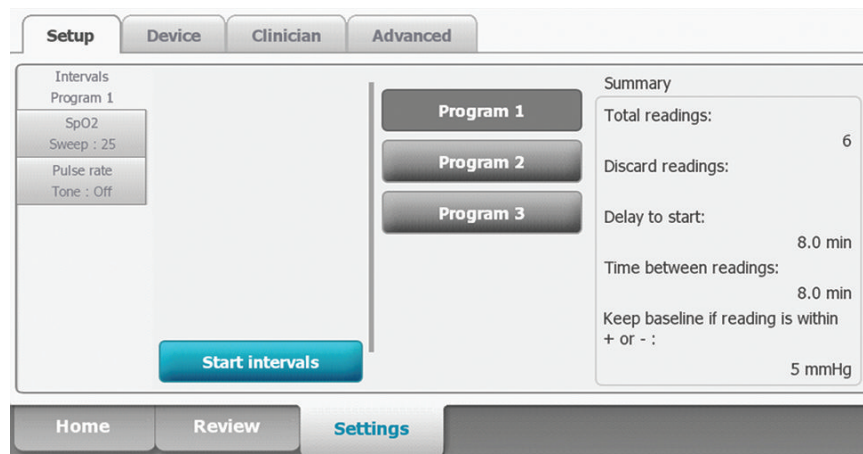 Setup
Device
Clinician
Advanced
Intervals
Program 1
SpO2
Sweep : 25
Pulse rate
Tone : Off
Start intervals
Program 1
Program 2
Program 3
Summary
Total readings:
6
Discard readings:
Delay to start:
8.0 min
Time between readings:
8.0 min
Keep baseline if reading is within
+ or - :
5 mmHg
Home
Review
Settings